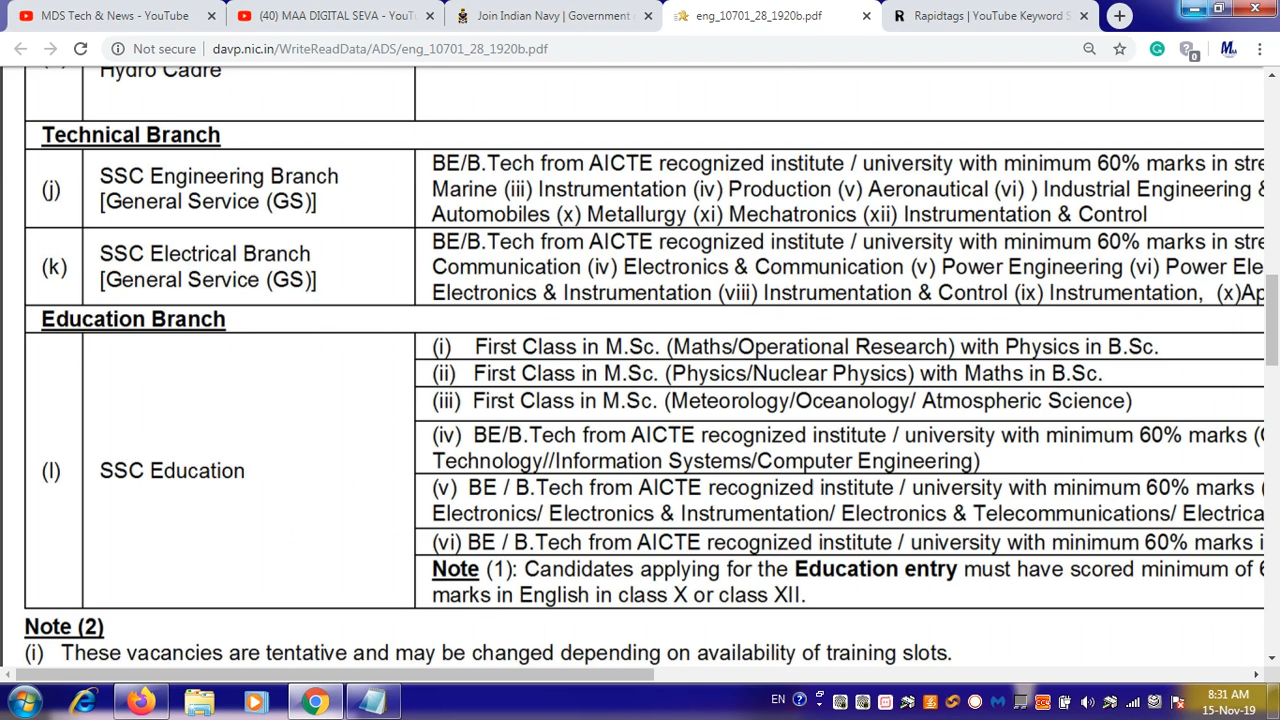 MDS Tech & News - YouTube
(40) MAA DIGITAL SEVA - YouTu
Join Indian Navy | Government
eng_10701_28_1920b.pdf
Rapidtags | YouTube Keyword S
Not secure
davp.nic.in/WriteReadData/ADS/eng_10701_28_1920b.pdf
0
Hydro Cadre
Technical Branch
(j)
SSC Engineering Branch
[General Service (GS)]
BE/B.Tech from AICTE recognized institute / university with minimum 60% marks in stre
Marine (iii) Instrumentation (iv) Production (v) Aeronautical (vi) ) Industrial Engineering &
Automobiles (x) Metallurgy (xi) Mechatronics (xii) Instrumentation & Control
(k)
SSC Electrical Branch
[General Service (GS)]
BE/B.Tech from AICTE recognized institute / university with minimum 60% marks in stre
Communication (iv) Electronics & Communication (v) Power Engineering (vi) Power Ele
Electronics & Instrumentation (viii) Instrumentation & Control (ix) Instrumentation, (x)Ap
Education Branch
(l)
SSC Education
(i) First Class in M.Sc. (Maths/Operational Research) with Physics in B.Sc.
(ii) First Class in M.Sc. (Physics/Nuclear Physics) with Maths in B.Sc.
(iii) First Class in M.Sc. (Meteorology/Oceanology/ Atmospheric Science)
(iv) BE/B.Tech from AICTE recognized institute / university with minimum 60% marks (
Technology//Information Systems/Computer Engineering)
(v) BE / B.Tech from AICTE recognized institute / university with minimum 60% marks (
Electronics/ Electronics & Instrumentation/ Electronics & Telecommunications/ Electrica
(vi) BE / B.Tech from AICTE recognized institute / university with minimum 60% marks i
Note (1): Candidates applying for the Education entry must have scored minimum of 6
marks in English in class X or class XII.
Note (2)
(i) These vacancies are tentative and may be changed depending on availability of training slots.
EN
8:31 AM
15-Nov-19